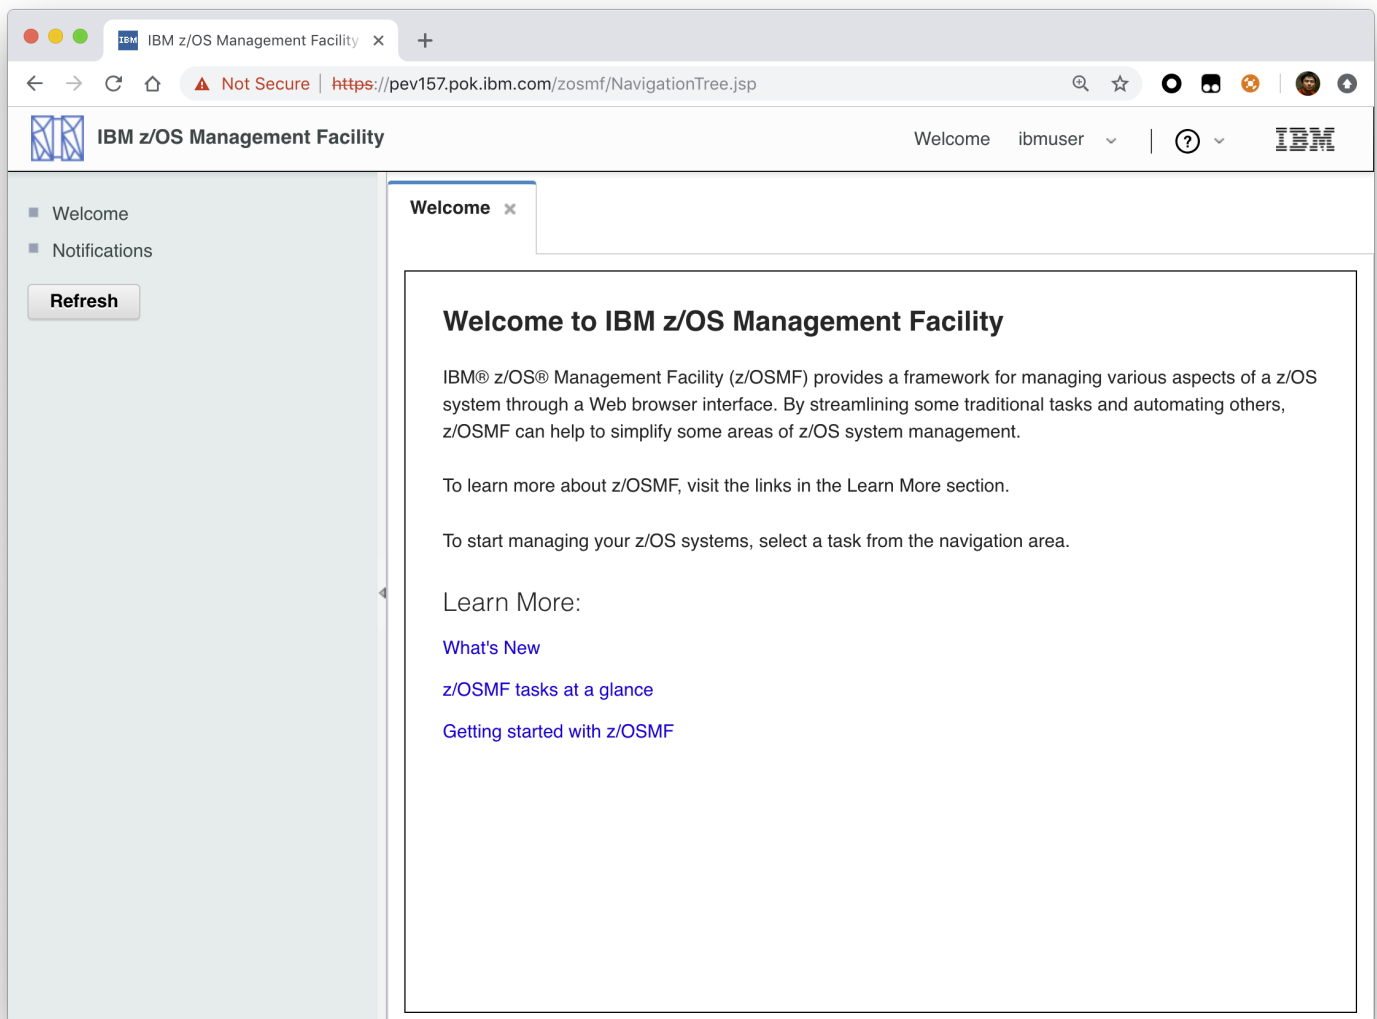 IBM
IBM z/OS Management Facility
Not Secure
https://pev157.pok.ibm.com/zosmf/NavigationTree.jsp
IBM z/OS Management Facility
Welcome ibmuser
?
IBM
Welcome
Notifications
Refresh
Welcome
Welcome to IBM z/OS Management Facility
IBM® z/OS® Management Facility (z/OSMF) provides a framework for managing various aspects of a z/OS
system through a Web browser interface. By streamlining some traditional tasks and automating others,
z/OSMF can help to simplify some areas of z/OS system management.
To learn more about z/OSMF, visit the links in the Learn More section.
To start managing your z/OS systems, select a task from the navigation area.
Learn More:
What's New
z/OSMF tasks at a glance
Getting started with z/OSMF